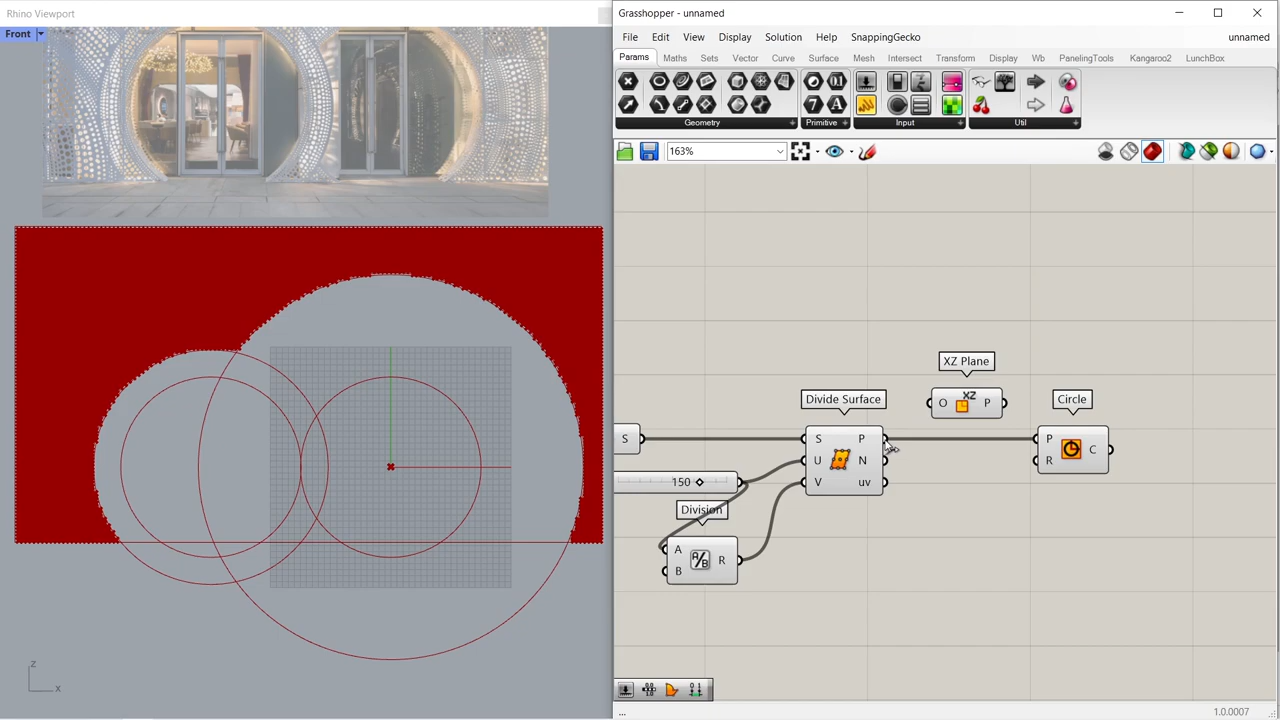 Rhino Viewport
Front
z
x
Grasshopper - unnamed
File Edit View Display Solution Help SnappingGecko unnamed
Params Maths Sets Vector Curve Surface Mesh Intersect Transform Display Wb PanelingTools Kangaroo2 LunchBox
Geometry Primitive Input Util
163%
XZ Plane
O XZ P
Divide Surface
Circle
S
S P
U N
V uv
P C
R
150
Division
A R
B
A/B
...
1.0.0007